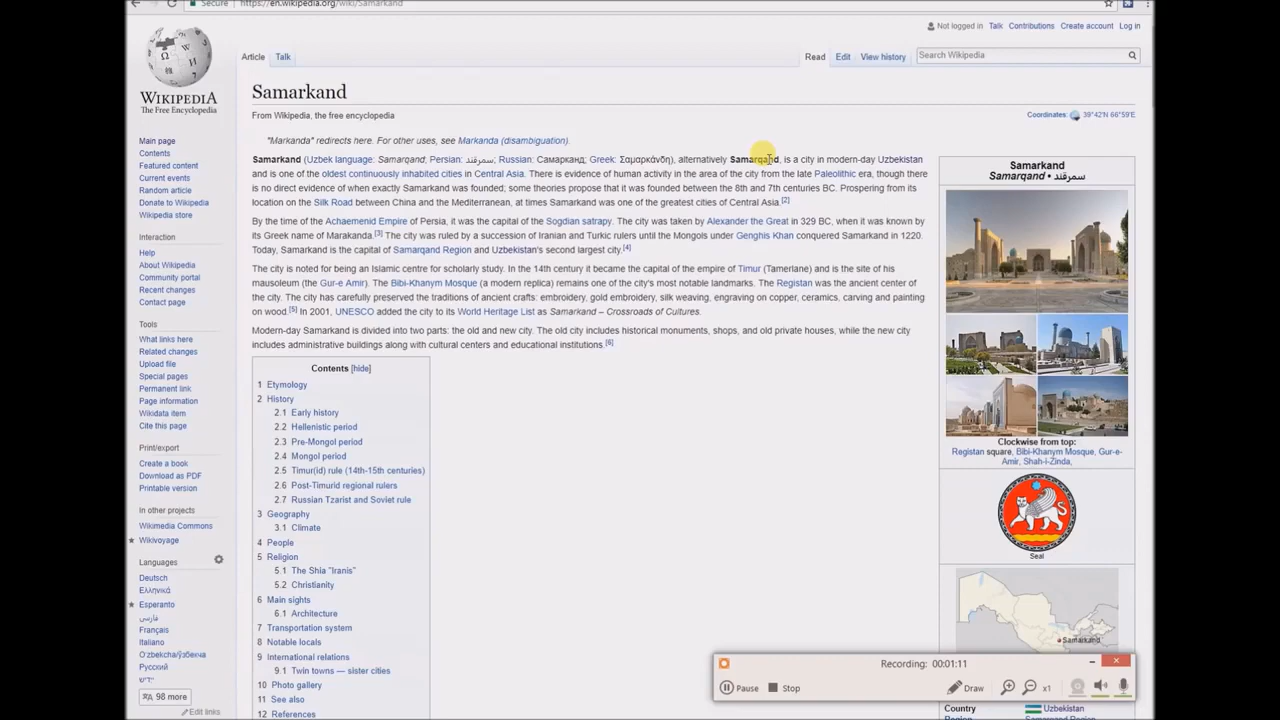 Secure
https://en.wikipedia.org/wiki/Samarkand
Not logged in Talk Contributions Create account Log in
Article Talk
Read Edit View history
Search Wikipedia
WIKIPEDIA
The Free Encyclopedia
Main page
Contents
Featured content
Current events
Random article
Donate to Wikipedia
Wikipedia store
Interaction
Help
About Wikipedia
Community portal
Recent changes
Contact page
Tools
What links here
Related changes
Upload file
Special pages
Permanent link
Page information
Wikidata item
Cite this page
Print/export
Create a book
Download as PDF
Printable version
In other projects
Wikimedia Commons
Wikivoyage
Languages
Deutsch
Ελληνικά
Esperanto
فارسی
Français
Italiano
Oʻzbekcha/ўзбекча
Русский
ייִדיש
98 more
Edit links
Samarkand
From Wikipedia, the free encyclopedia
Coordinates: 39°42′N 66°59′E
"Markanda" redirects here. For other uses, see Markanda (disambiguation).
Samarkand (Uzbek language: Samarqand; Persian: سمرقند; Russian: Самарканд; Greek: Σαμαρκάνδη), alternatively Samarqand, is a city in modern-day Uzbekistan
and is one of the oldest continuously inhabited cities in Central Asia. There is evidence of human activity in the area of the city from the late Paleolithic era, though there
is no direct evidence of when exactly Samarkand was founded; some theories propose that it was founded between the 8th and 7th centuries BC. Prospering from its
location on the Silk Road between China and the Mediterranean, at times Samarkand was one of the greatest cities of Central Asia.[2]
By the time of the Achaemenid Empire of Persia, it was the capital of the Sogdian satrapy. The city was taken by Alexander the Great in 329 BC, when it was known by
its Greek name of Marakanda.[3] The city was ruled by a succession of Iranian and Turkic rulers until the Mongols under Genghis Khan conquered Samarkand in 1220.
Today, Samarkand is the capital of Samarqand Region and Uzbekistan's second largest city.[4]
The city is noted for being an Islamic centre for scholarly study. In the 14th century it became the capital of the empire of Timur (Tamerlane) and is the site of his
mausoleum (the Gur-e Amir). The Bibi-Khanym Mosque (a modern replica) remains one of the city's most notable landmarks. The Registan was the ancient center of
the city. The city has carefully preserved the traditions of ancient crafts: embroidery, gold embroidery, silk weaving, engraving on copper, ceramics, carving and painting
on wood.[5] In 2001, UNESCO added the city to its World Heritage List as Samarkand – Crossroads of Cultures.
Modern-day Samarkand is divided into two parts: the old and new city. The old city includes historical monuments, shops, and old private houses, while the new city
includes administrative buildings along with cultural centers and educational institutions.[6]
Contents [hide]
1 Etymology
2 History
2.1 Early history
2.2 Hellenistic period
2.3 Pre-Mongol period
2.4 Mongol period
2.5 Timur(id) rule (14th-15th centuries)
2.6 Post-Timurid regional rulers
2.7 Russian Tzarist and Soviet rule
3 Geography
3.1 Climate
4 People
5 Religion
5.1 The Shia "Iranis"
5.2 Christianity
6 Main sights
6.1 Architecture
7 Transportation system
8 Notable locals
9 International relations
9.1 Twin towns — sister cities
10 Photo gallery
11 See also
12 References
Samarkand
Samarqand • سمرقند
Clockwise from top:
Registan square, Bibi-Khanym Mosque, Gur-e-
Amir, Shah-i-Zinda,
Seal
Samarkand
Recording: 00:01:11
Pause Stop Draw x1
Country Uzbekistan
Region Samarqand Region